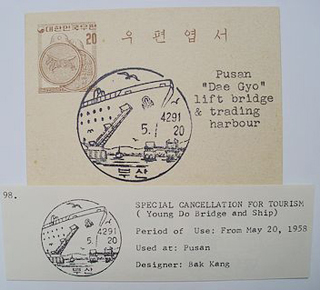 대한민국우표
20
우편엽서
4291
5. 20
부산
Pusan
"Dae Gyo"
lift bridge
& trading
harbour
98.
SPECIAL CANCELLATION FOR TOURISM
( Young Do Bridge and Ship)
Period of Use: From May 20, 1958
Used at: Pusan
Designer: Bak Kang
4291
5. 20
부산